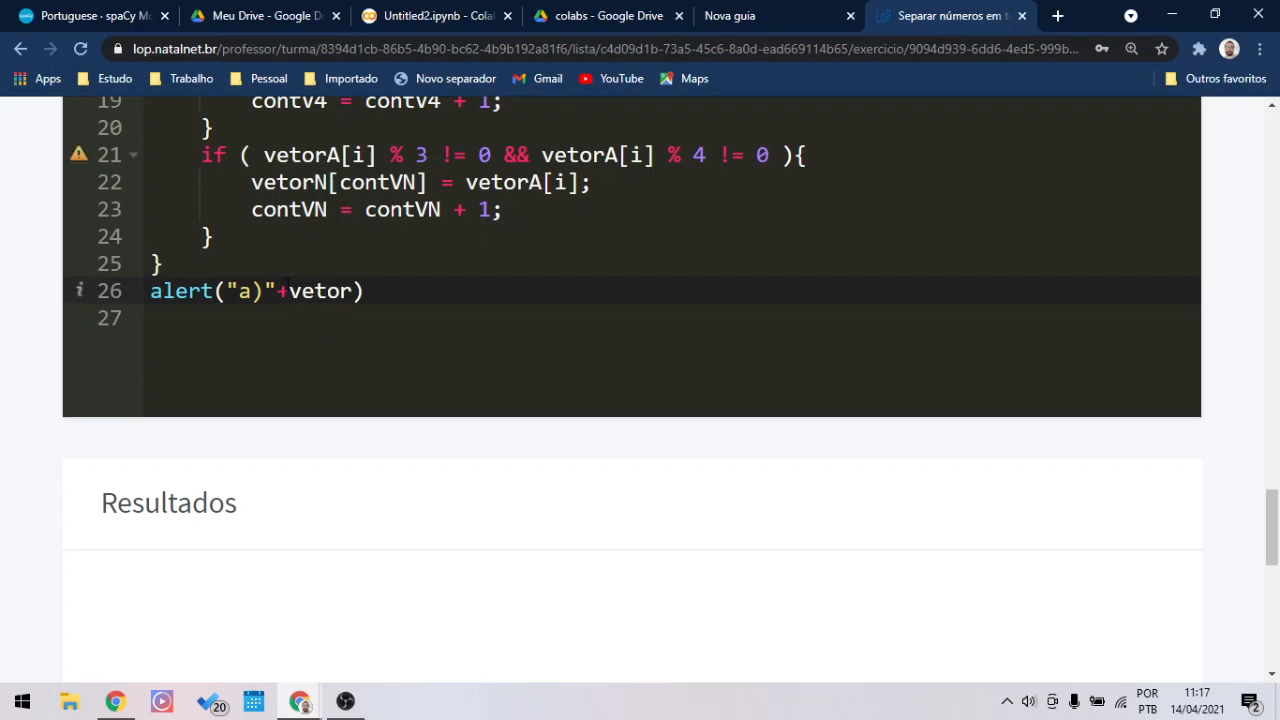 Portuguese · spaCy Mo
Meu Drive - Google D
Untitled2.ipynb - Cola
colabs - Google Drive
Nova guia
Separar números em t
lop.natalnet.br/professor/turma/8394d1cb-86b5-4b90-bc62-4b9b192a81f6/lista/c4d09d1b-73a5-45c6-8a0d-ead669114b65/exercicio/9094d939-6dd6-4ed5-999b...
Apps
Estudo
Trabalho
Pessoal
Importado
Novo separador
Gmail
YouTube
Maps
Outros favoritos
19 contv4 = contv4 + 1;
20 }
21 if ( vetorA[i] % 3 != 0 && vetorA[i] % 4 != 0 ){
22 vetorN[contVN] = vetorA[i];
23 contVN = contVN + 1;
24 }
25 }
26 alert("a)"+vetor)
27
Resultados
20
POR
PTB
11:17
14/04/2021
2